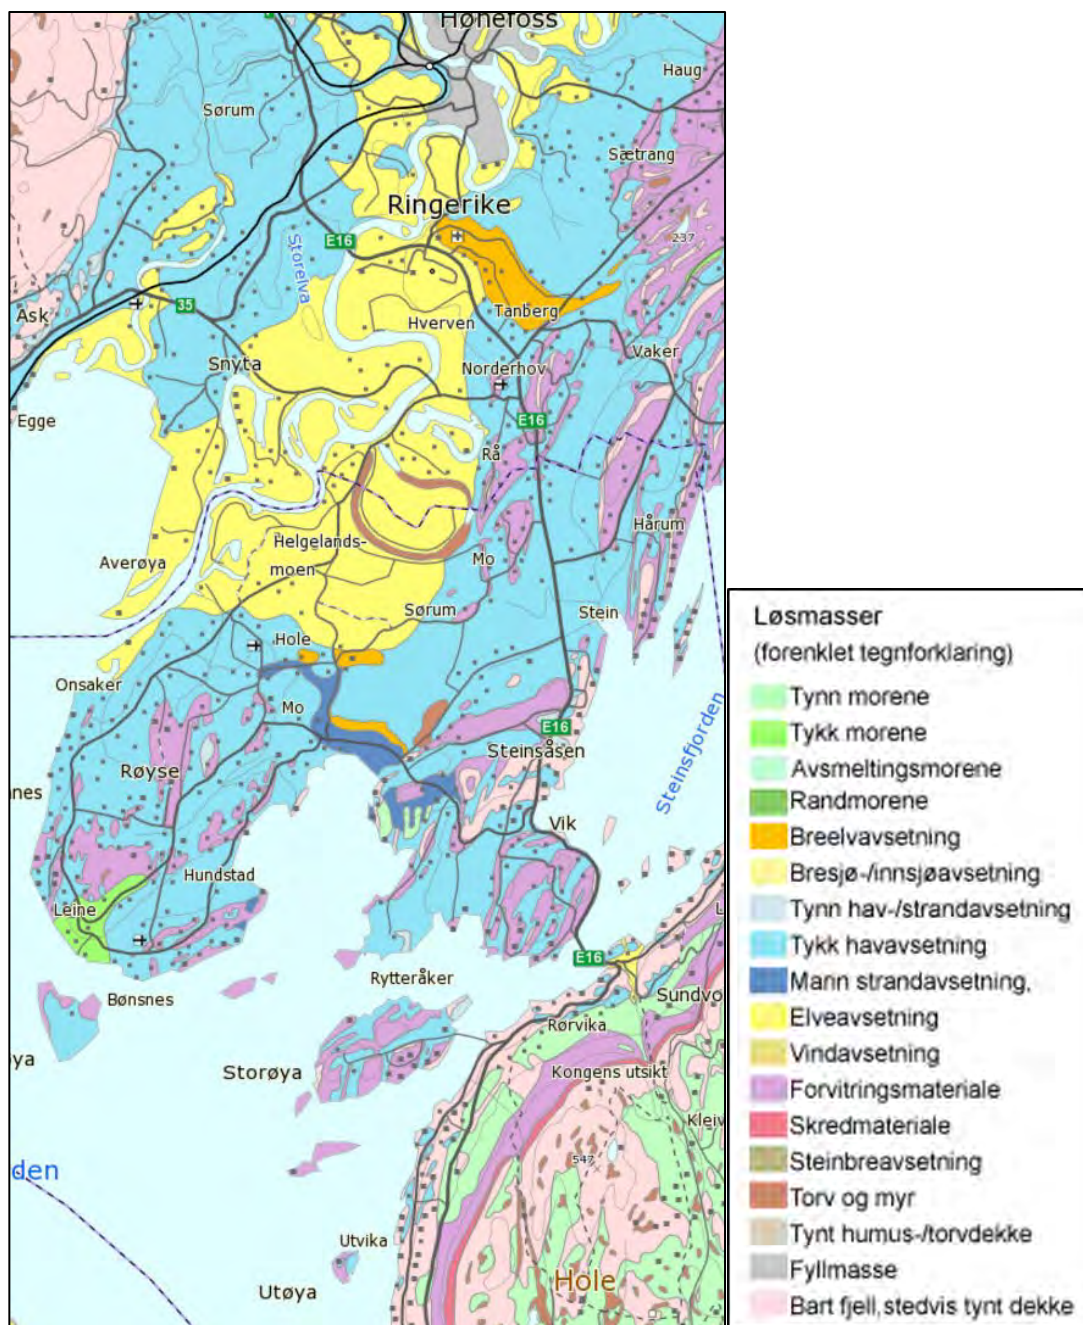 Hønefoss
Haug
Sørum
Sætrang
Ringerike
237
E16
Storelva
35
Ask
Tanberg
Hverven
Vaker
Snyta
Norderhov
Egge
E16
Rå
Hårum
Helgelands-
moen
Averøya
Mo
Sørum
Stein
Hole
Onsaker
Mo
E16
Steinsåsen
Steinsfjorden
nes
Røyse
Vik
Hundstad
Leine
E16
Rytteråker
Bønsnes
Sundvo
Rørvika
øya
Storøya
Kongens utsikt
Kleiv
547
den
Utvika
Utøya
Hole
Løsmasser
(forenklet tegnforklaring)
Tynn morene
Tykk morene
Avsmeltingsmorene
Randmorene
Breelvavsetning
Bresjø-/innsjøavsetning
Tynn hav-/strandavsetning
Tykk havavsetning
Marin strandavsetning,
Elveavsetning
Vindavsetning
Forvitringsmateriale
Skredmateriale
Steinbreavsetning
Torv og myr
Tynt humus-/torvdekke
Fyllmasse
Bart fjell,stedvis tynt dekke